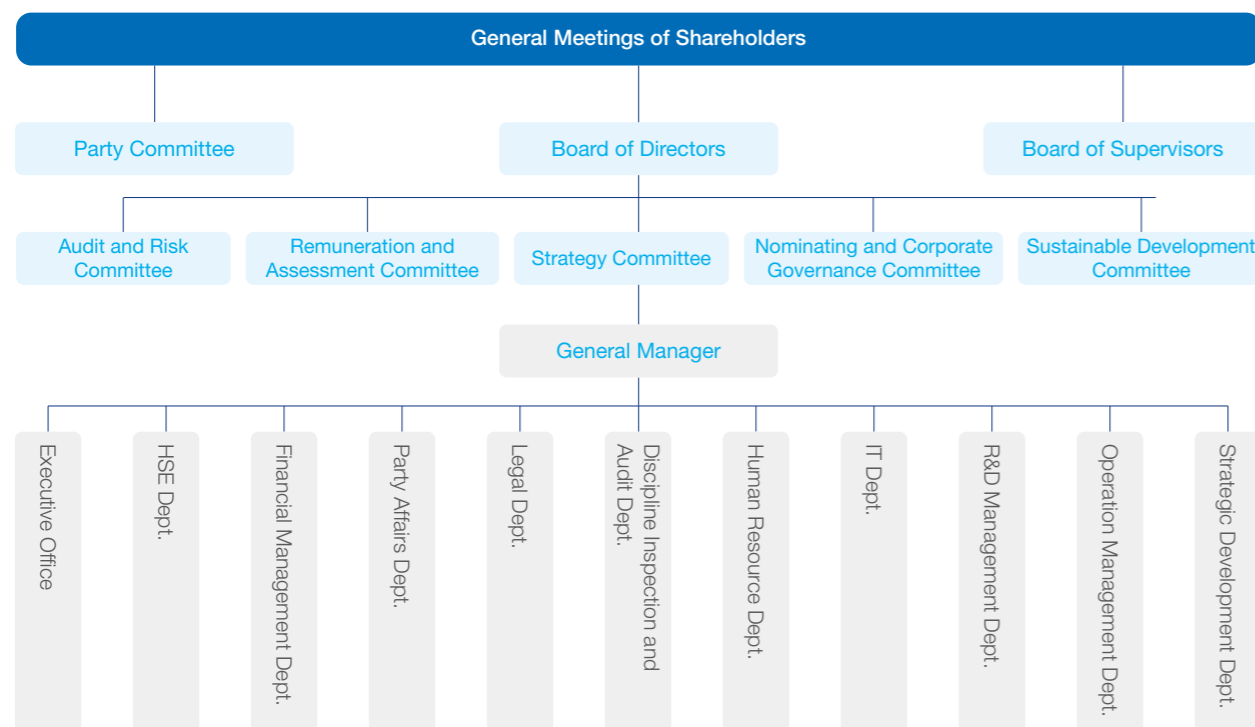 General Meetings of Shareholders
Party Committee
Board of Directors
Board of Supervisors
Audit and Risk
Committee
Remuneration and
Assessment Committee
Strategy Committee
Nominating and Corporate
Governance Committee
Sustainable Development
Committee
General Manager
Executive Office
HSE Dept.
Financial Management Dept.
Party Affairs Dept.
Legal Dept.
Discipline Inspection and
Audit Dept.
Human Resource Dept.
IT Dept.
R&D Management Dept.
Operation Management Dept.
Strategic Development Dept.